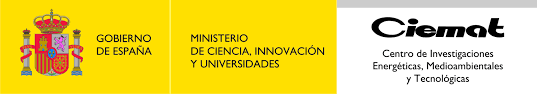 GOBIERNO
DE ESPAÑA
MINISTERIO
DE CIENCIA, INNOVACIÓN
Y UNIVERSIDADES
Ciemat
Centro de Investigaciones
Energéticas, Medioambientales
y Tecnológicas